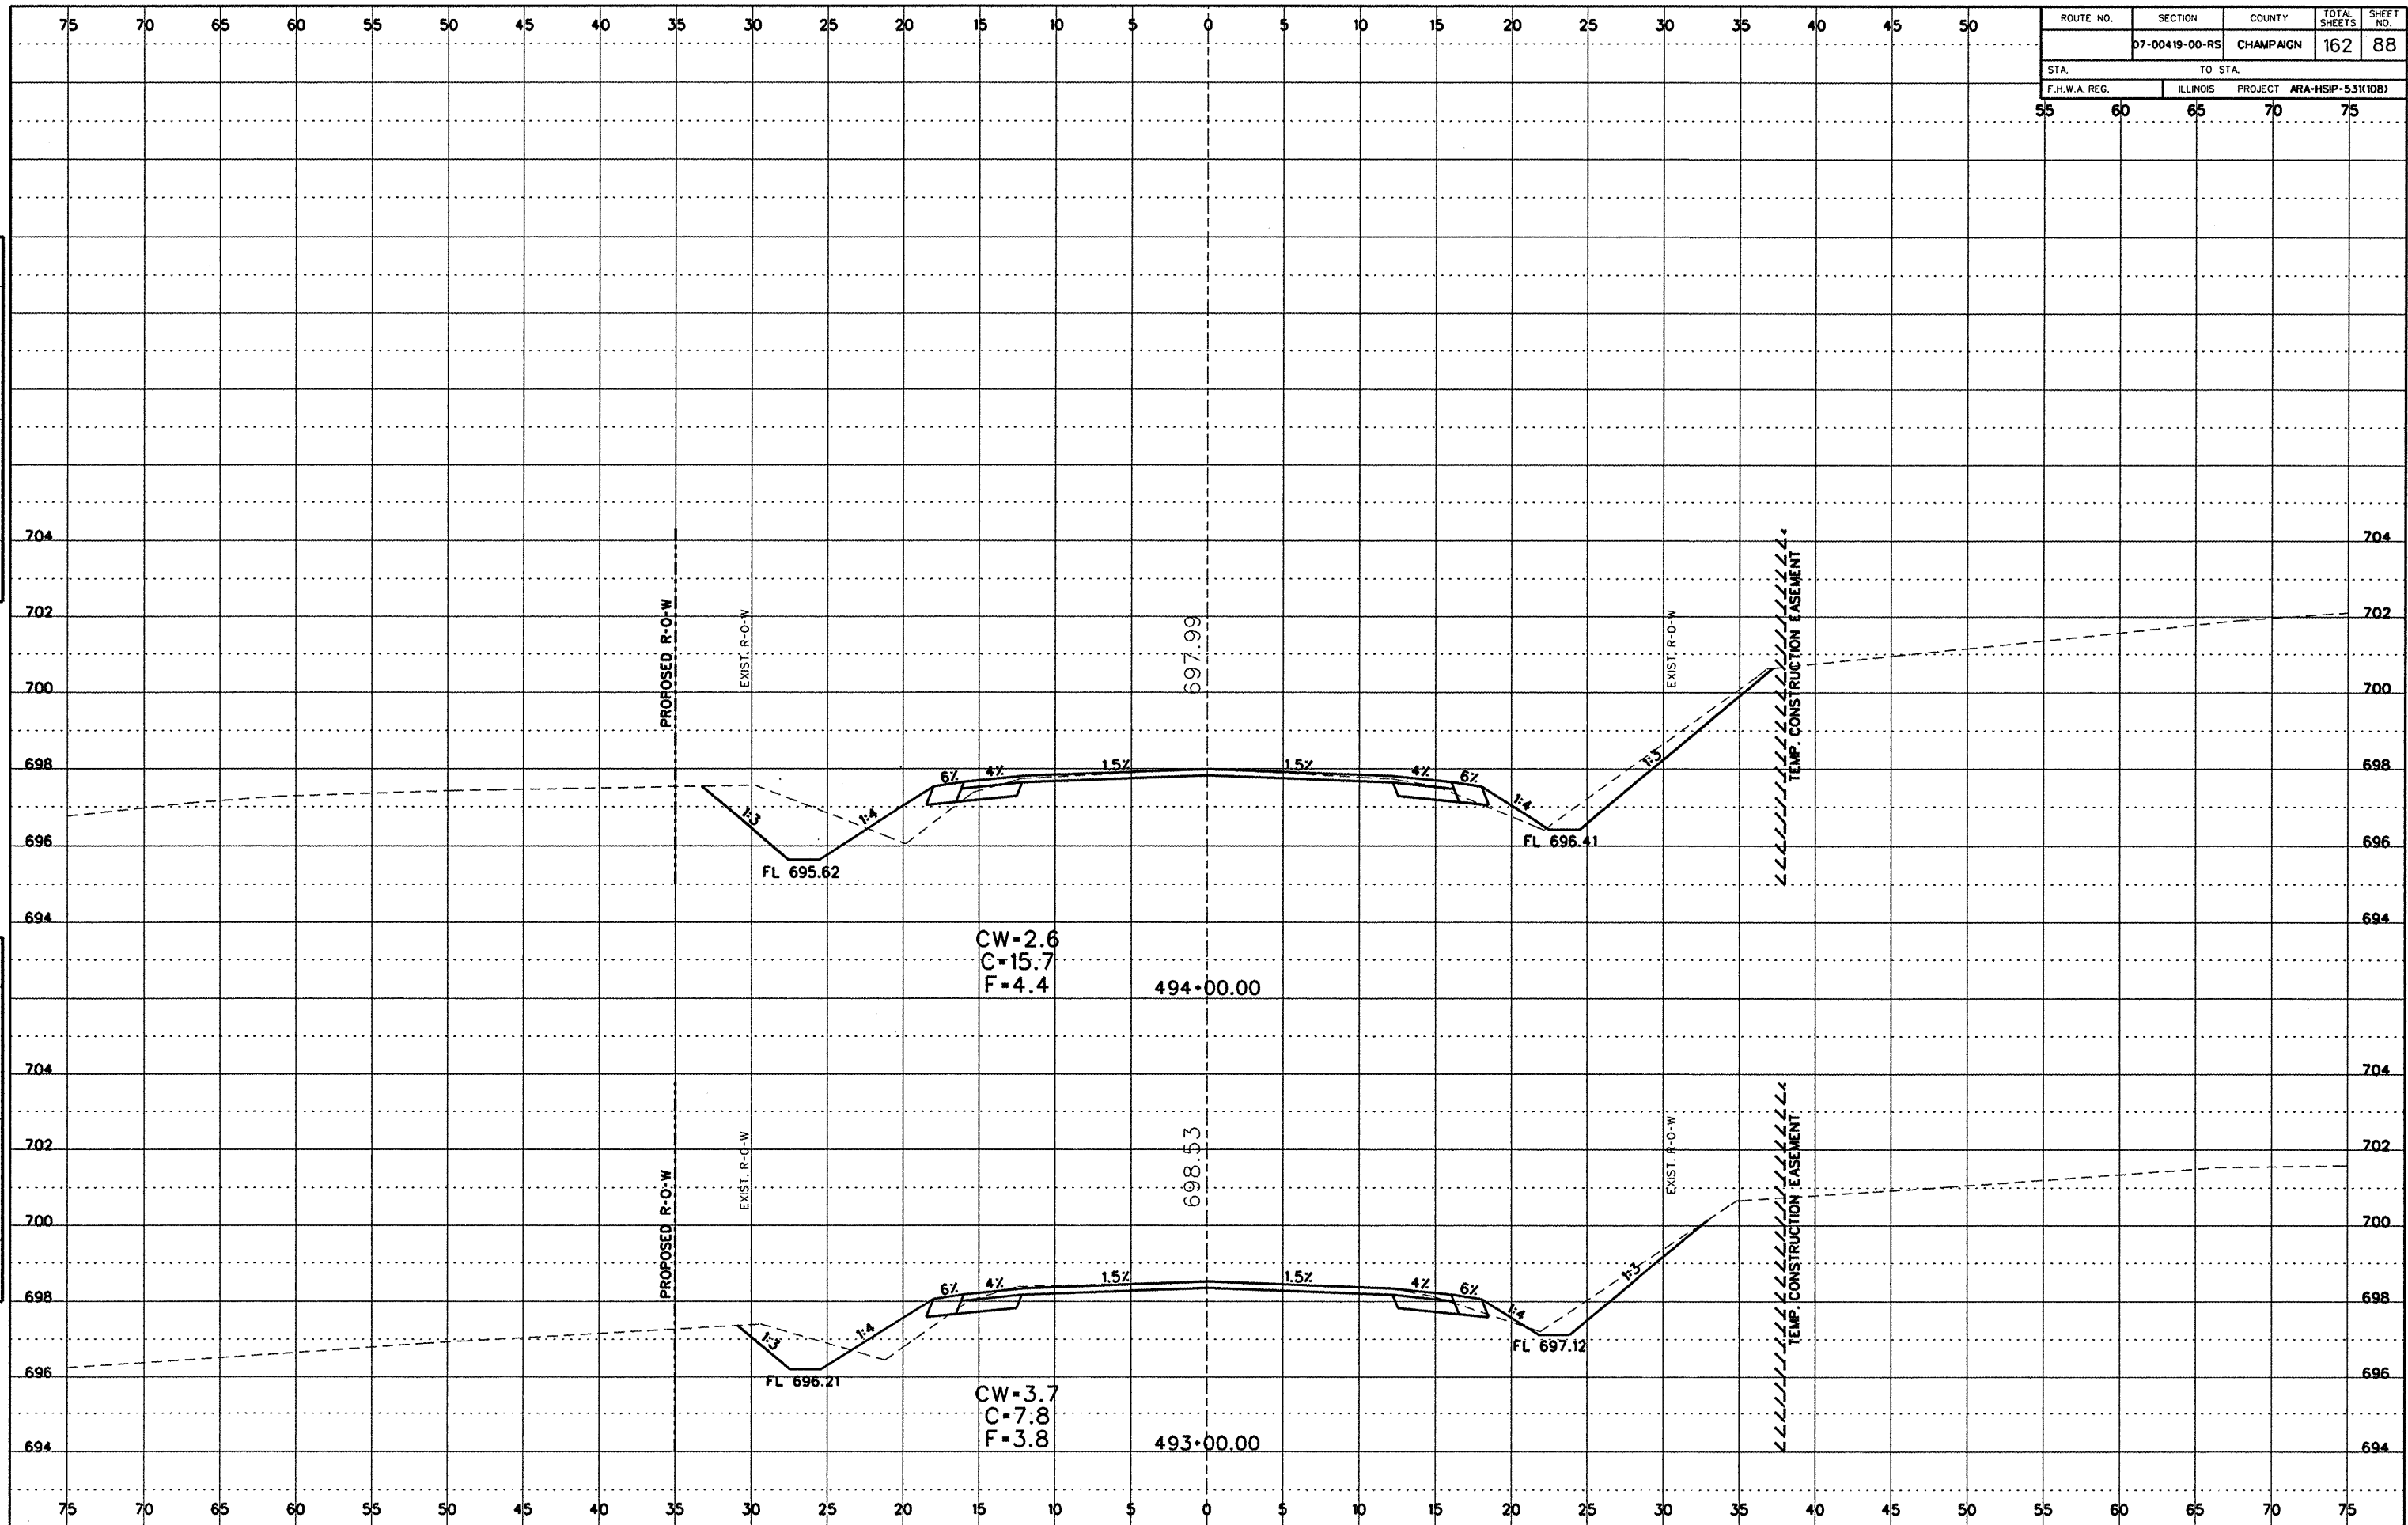 75 70 65 60 55 50 45 40 35 30 25 20 15 10 5 0 5 10 15 20 25 30 35 40 45 50
ROUTE NO. SECTION COUNTY TOTAL SHEETS SHEET NO.
07-00419-00-RS CHAMPAIGN 162 88
STA. TO STA.
F.H.W.A. REG. ILLINOIS PROJECT ARA-HSIP-531(108)
55 60 65 70 75
704 704
702 702
700 700
698 698
696 696
694 694
PROPOSED R-O-W
EXIST. R-O-W
697.99
EXIST. R-O-W
TEMP. CONSTRUCTION EASEMENT
1:3 1:4 6% 4% 1.5% 1.5% 4% 6% 1:4 1:3
FL 695.62
FL 696.41
CW=2.6
C=15.7
F=4.4
494+00.00
704 704
702 702
700 700
698 698
696 696
694 694
PROPOSED R-O-W
EXIST. R-O-W
698.53
EXIST. R-O-W
TEMP. CONSTRUCTION EASEMENT
1:3 1:4 6% 4% 1.5% 1.5% 4% 6% 1:4 1:3
FL 696.21
FL 697.12
CW=3.7
C=7.8
F=3.8
493+00.00
75 70 65 60 55 50 45 40 35 30 25 20 15 10 5 0 5 10 15 20 25 30 35 40 45 50 55 60 65 70 75